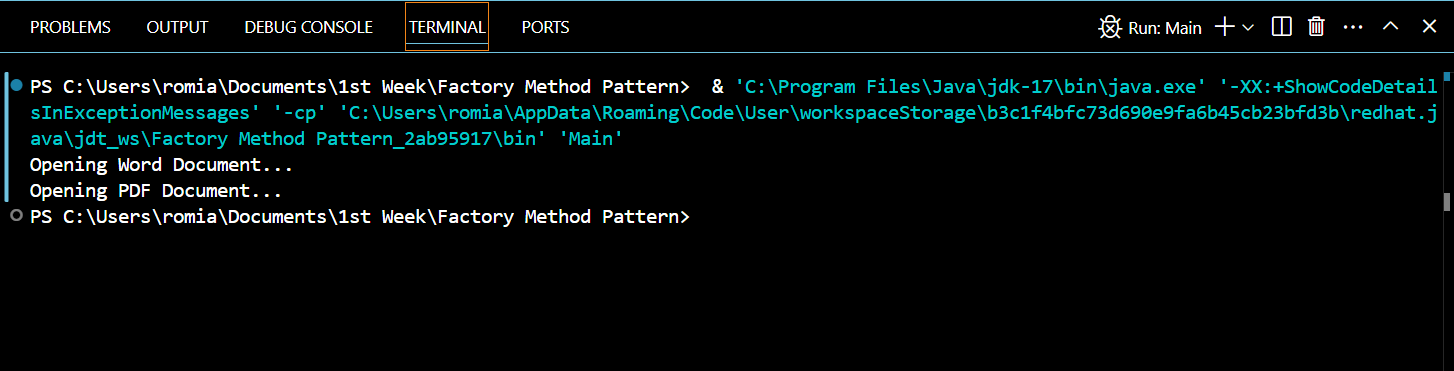 PROBLEMS OUTPUT DEBUG CONSOLE TERMINAL PORTS Run: Main
PS C:\Users\romia\Documents\1st Week\Factory Method Pattern>  & 'C:\Program Files\Java\jdk-17\bin\java.exe' '-XX:+ShowCodeDetail
sInExceptionMessages' '-cp' 'C:\Users\romia\AppData\Roaming\Code\User\workspaceStorage\b3c1f4bfc73d690e9fa6b45cb23bfd3b\redhat.j
ava\jdt_ws\Factory Method Pattern_2ab95917\bin' 'Main'
Opening Word Document...
Opening PDF Document...
PS C:\Users\romia\Documents\1st Week\Factory Method Pattern>